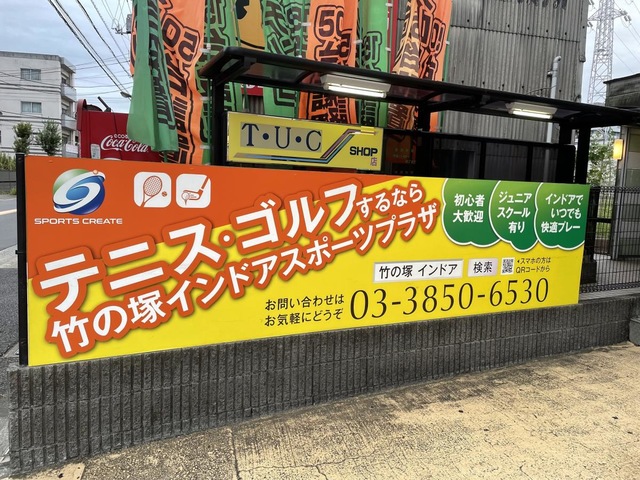 Coca-Cola
T・U・C
SHOP
店
SPORTS CREATE
テニス・ゴルフするなら
竹の塚インドアスポーツプラザ
初心者
大歓迎
ジュニア
スクール
有り
インドアで
いつでも
快適プレー
竹の塚 インドア
検索
スマホの方は
QRコードから
お問い合わせは
お気軽にどうぞ
03-3850-6530